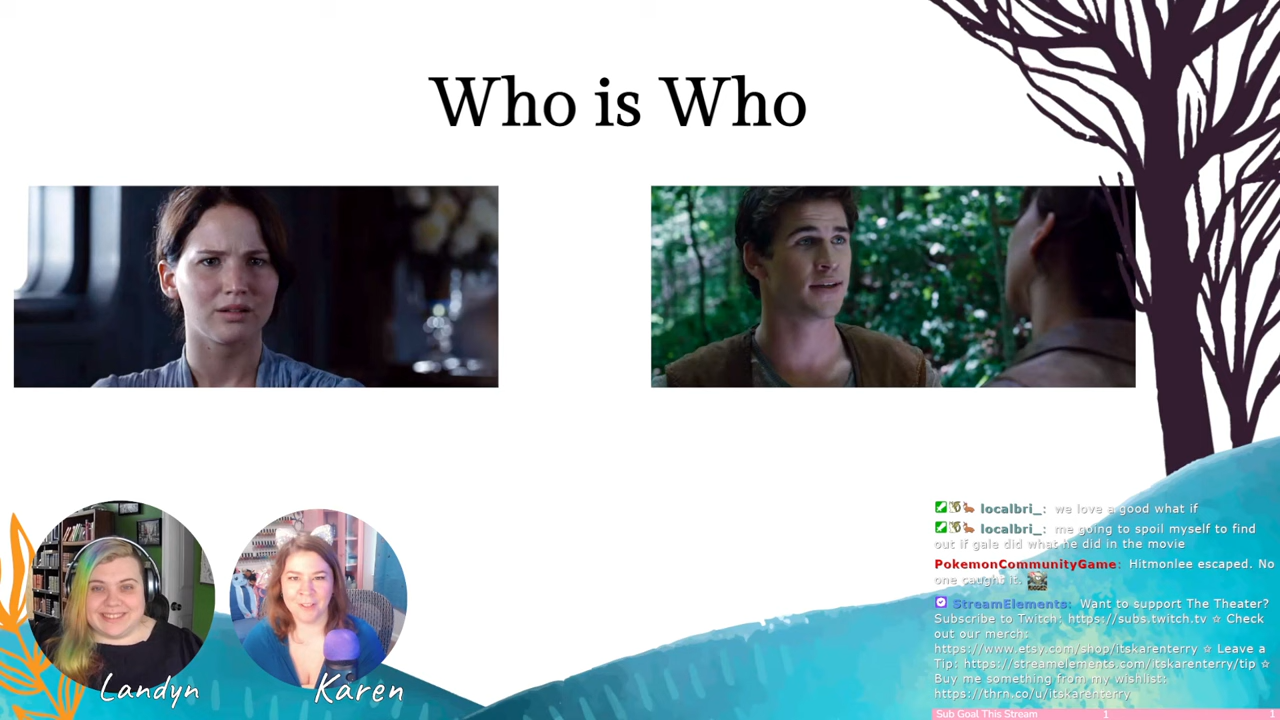 Who is Who
localbri_: we love a good what if
localbri_: me going to spoil myself to find
out if gale did what he did in the movie
PokemonCommunityGame: Hitmonlee escaped. No
one caught it.
StreamElements: Want to support The Theater?
Subscribe to Twitch: https://subs.twitch.tv ☆ Check
out our merch:
https://www.etsy.com/shop/itskarenterry ☆ Leave a
Tip: https://streamelements.com/itskarenterry/tip ☆
Buy me something from my wishlist:
https://thrn.co/u/itskarenterry
Landyn
Karen
Sub Goal This Stream 1 1